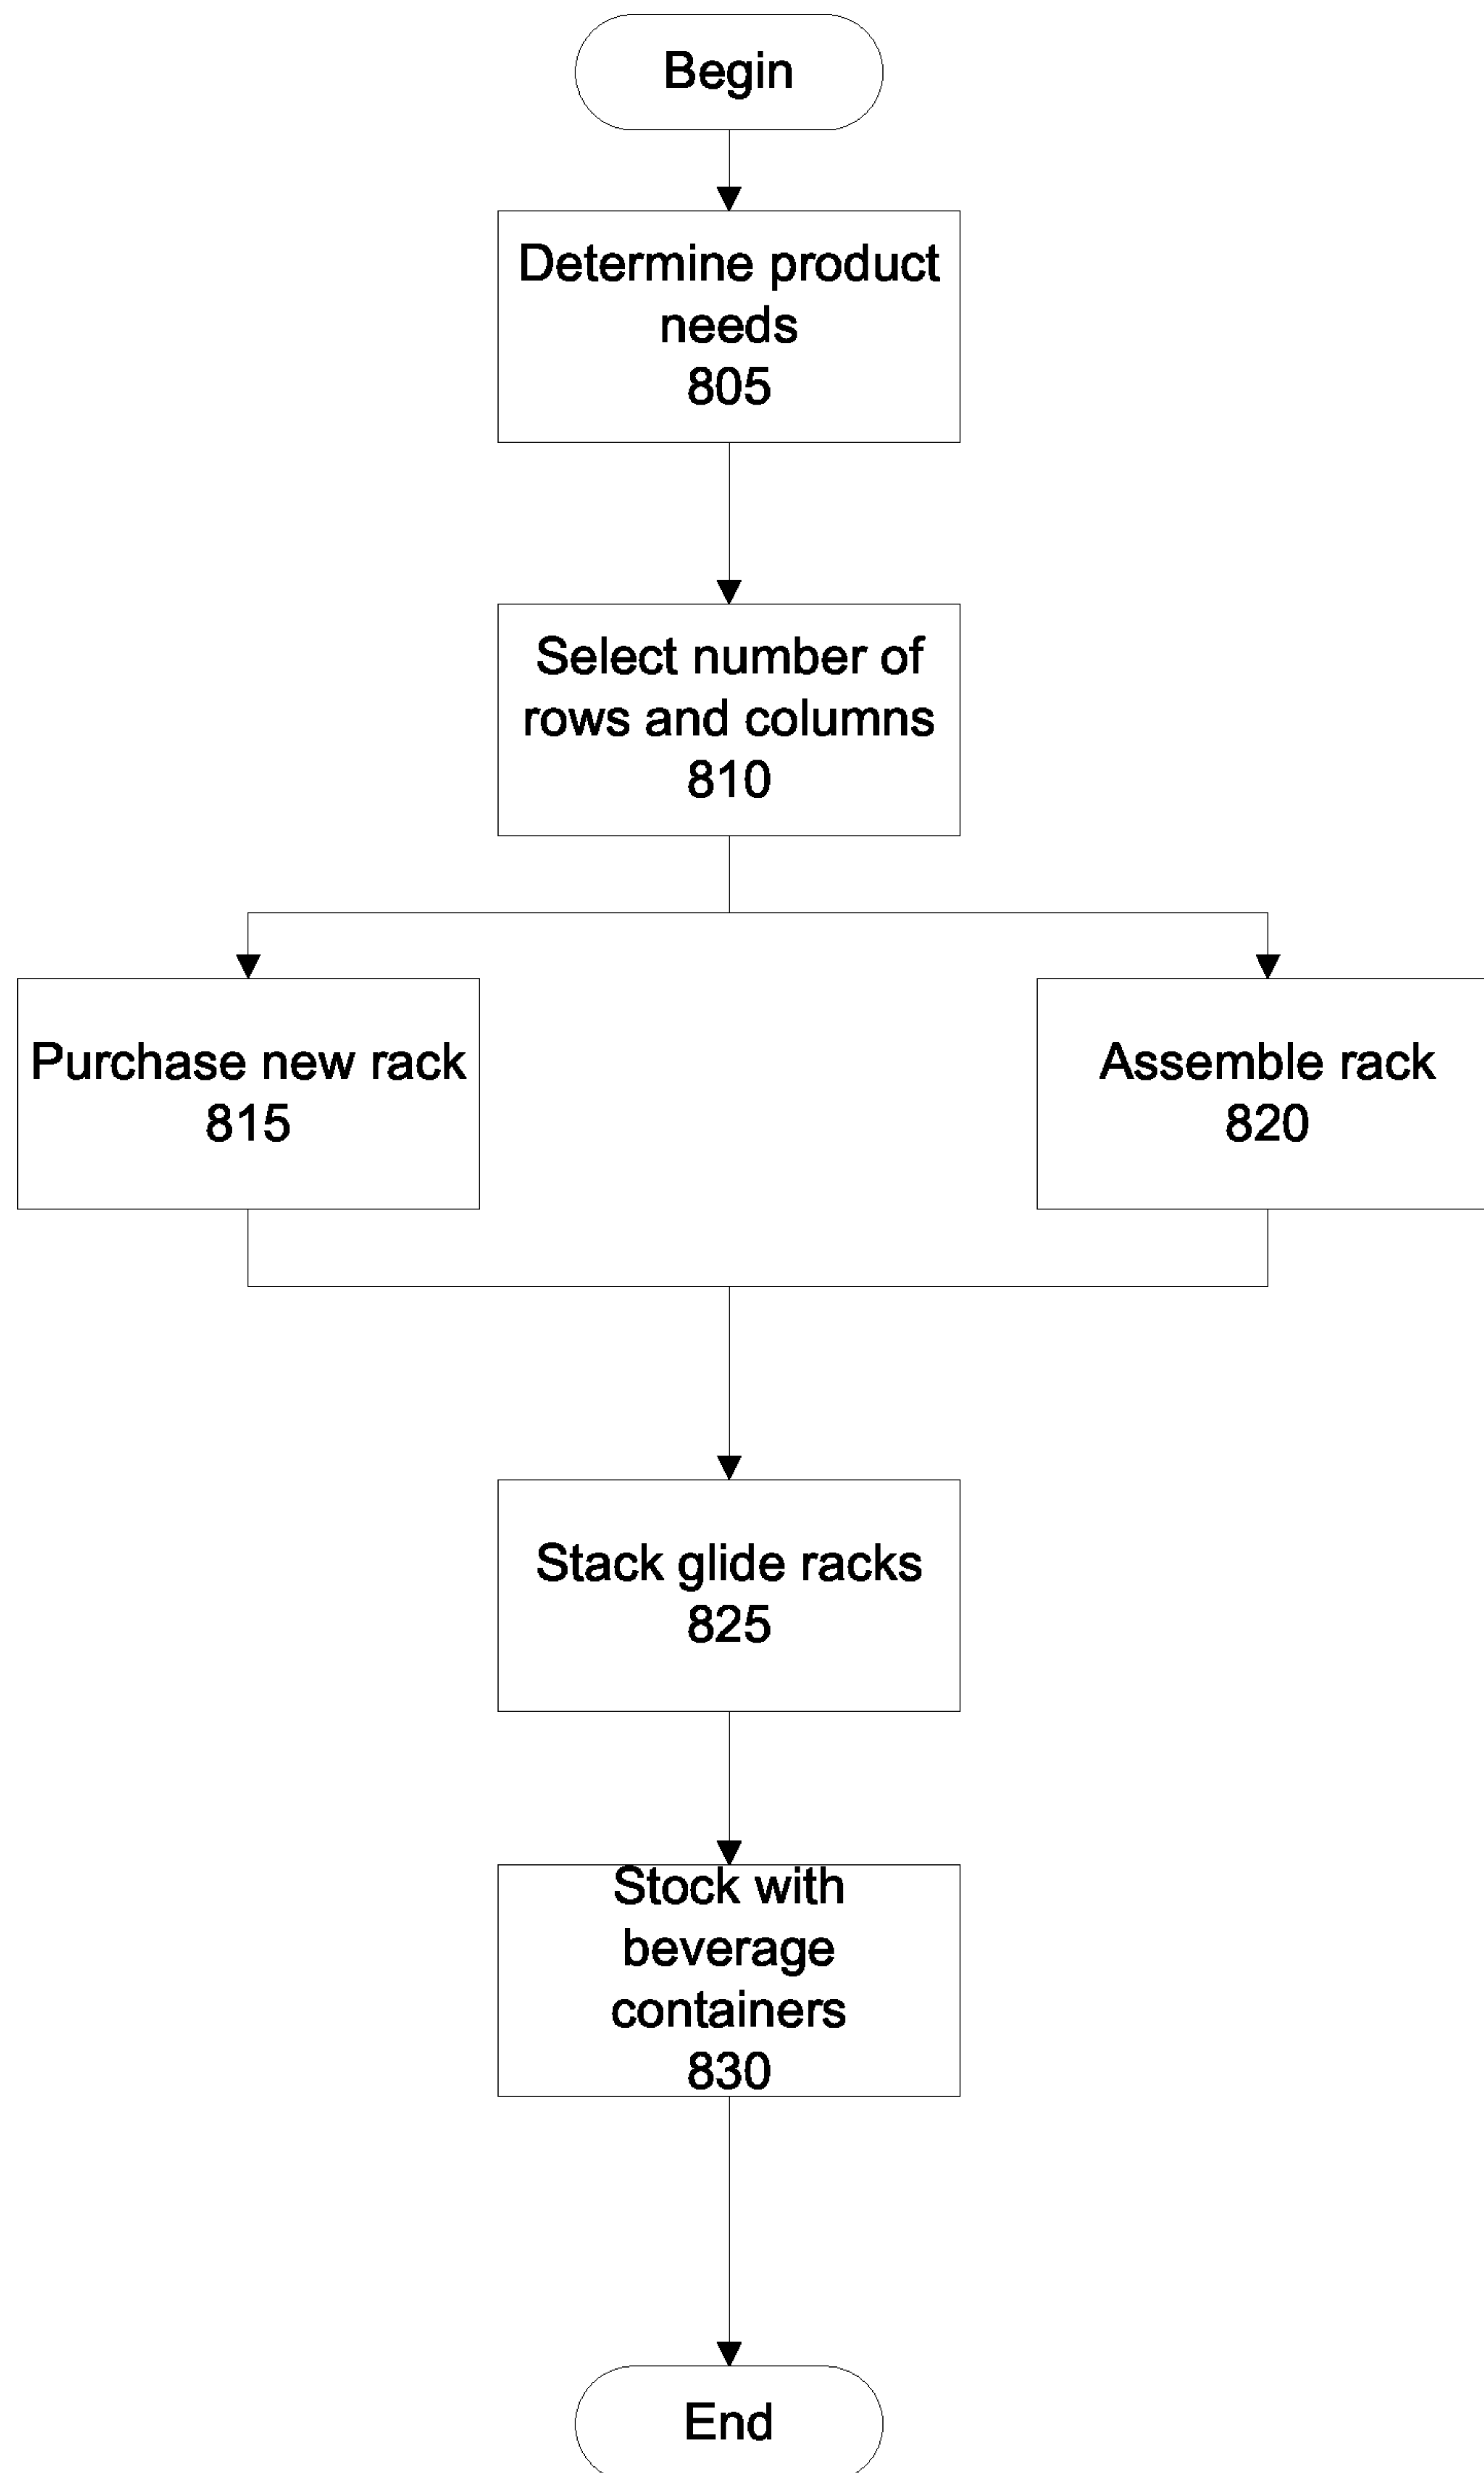 Begin
Determine product
needs
805
Select number of
rows and columns
810
Purchase new rack
815
Assemble rack
820
Stack glide racks
825
Stock with
beverage
containers
830
End